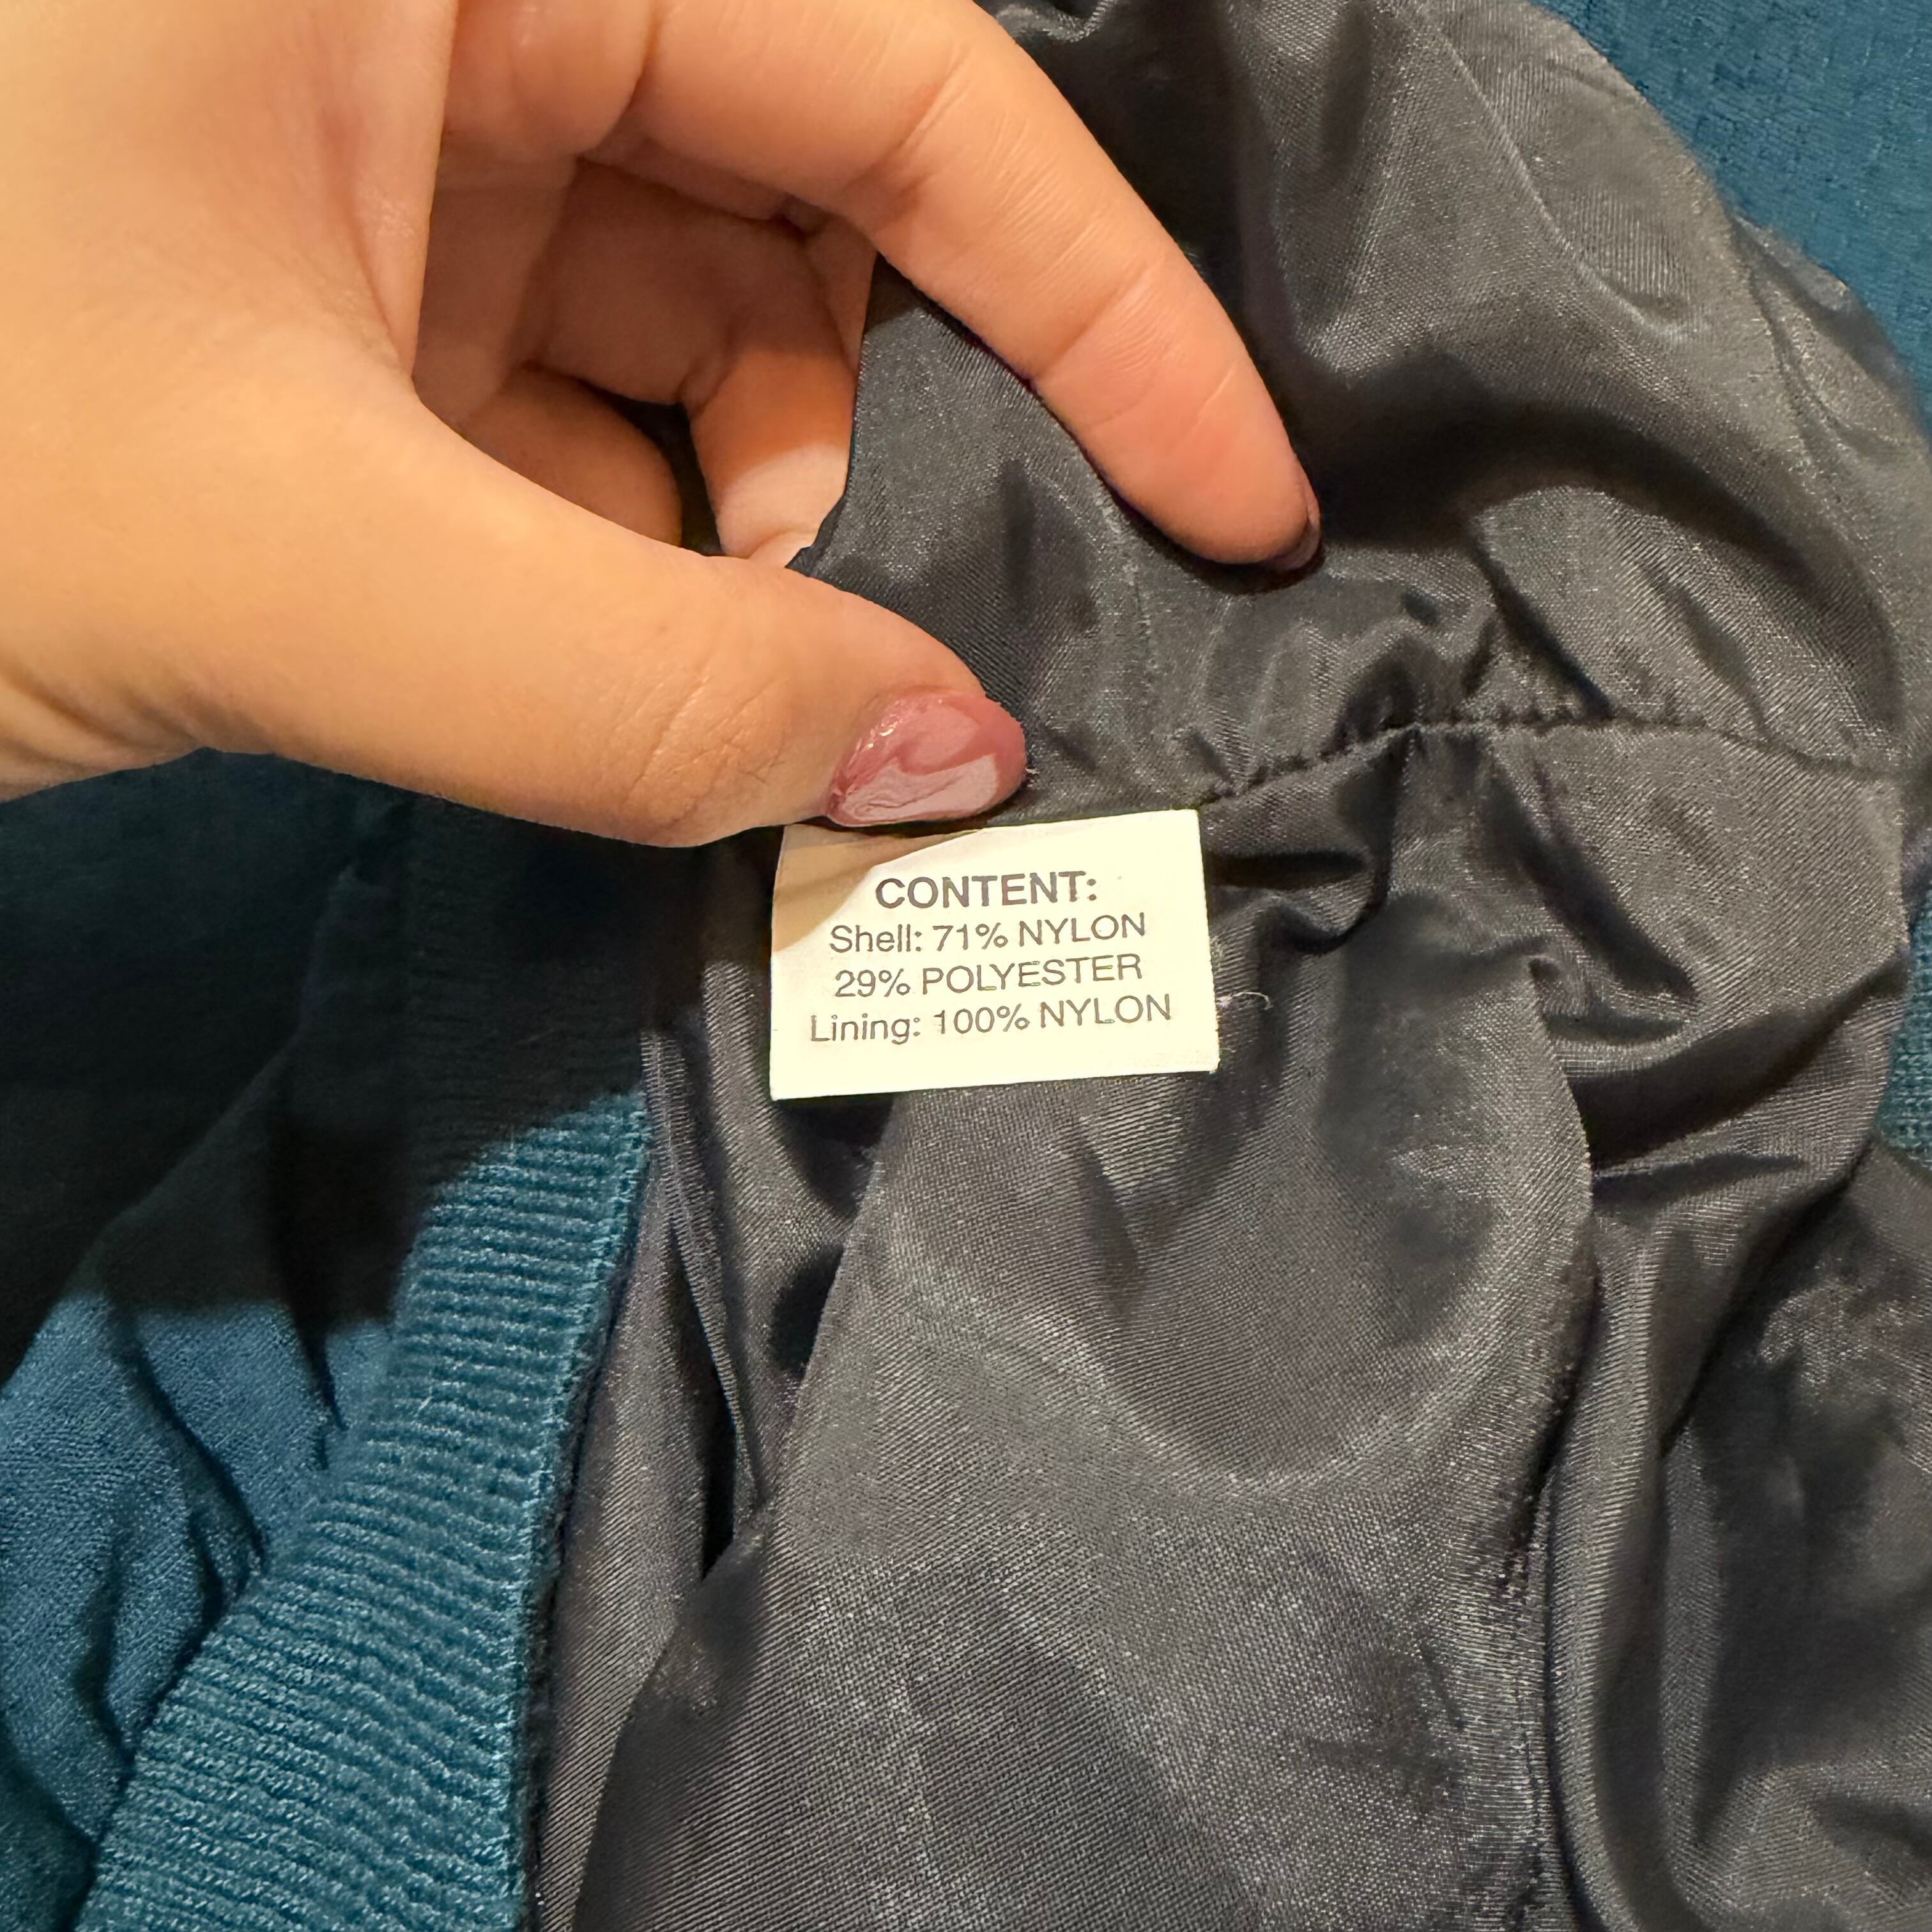 CONTENT:
Shell: 71% NYLON
29% POLYESTER
Lining: 100% NYLON